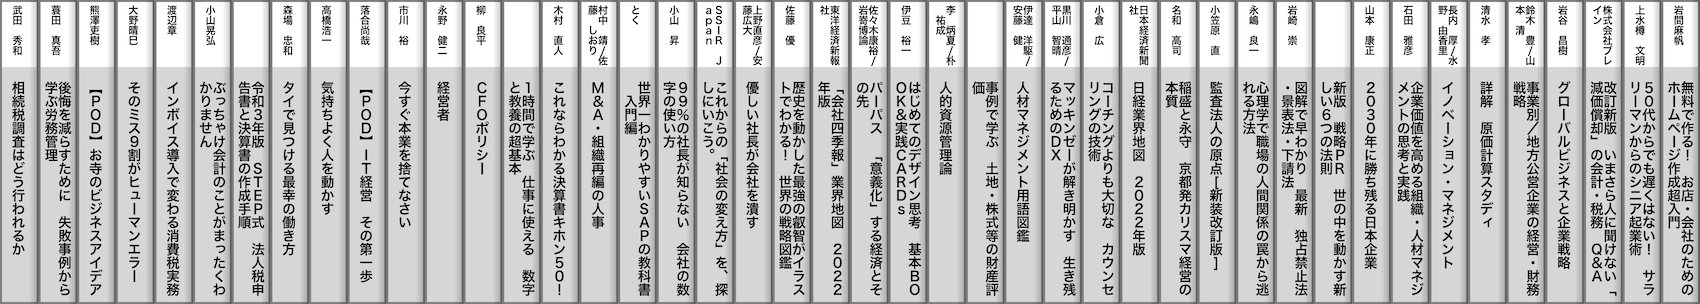 岩間麻帆
無料で作る! お店・会社のための
ホームページ作成超入門
上水樽 文明
50代からでも遅くはない! サラ
リーマンからのシニア起業術
株式会社プレ
イン
改訂新版 いまさら人に聞けない「
減価償却」の会計・税務 Q&A
岩谷 昌樹
グローバルビジネスと企業戦略
鈴木 豊/山
本 清
事業別/地方公営企業の経営・財務
戦略
清水 孝
詳解 原価計算スタディ
長内 厚/水
野 由香里
イノベーション・マネジメント
石田 雅彦
企業価値を高める組織・人材マネジ
メントの思考と実践
山本 康正
2030年に勝ち残る日本企業
新版 戦略PR 世の中を動かす新
しい6つの法則
岩崎 崇
図解で早わかり 最新 独占禁止法
・景表法・下請法
永嶋 良一
心理学で職場の人間関係の罠から逃
れる方法
小笠原 直
監査法人の原点[新装改訂版]
名和 高司
稲盛と永守 京都発カリスマ経営の
本質
日本経済新聞
社
日経業界地図 2022年版
小倉 広
コーチングよりも大切な カウンセ
リングの技術
黒川 通彦/
平山 智晴
マッキンゼーが解き明かす 生き残
るためのDX
伊達 洋駆/
安藤 健
人材マネジメント用語図鑑
事例で学ぶ 土地・株式等の財産評
価
李 炳夏/朴
祐成
人的資源管理論
伊豆 裕一
はじめてのデザイン思考 基本BO
OK&実践CARDs
佐々木康裕/
岩嵜博論
パーパス 「意義化」する経済とそ
の先
東洋経済新報
社
「会社四季報」業界地図 2022
年版
佐藤 優
歴史を動かした最強の叡智がイラス
トでわかる! 世界の戦略図鑑
上野直彦/安
藤広大
優しい社長が会社を潰す
SSIR J
apan
これからの「社会の変え方」を、探
しにいこう。
小山 昇
99%の社長が知らない 会社の数
字の使い方
とく
世界一わかりやすいSAPの教科書
入門編
村中 靖/佐
藤 しおり
M&A・組織再編の人事
木村 直人
これならわかる決算書キホン50!
1時間で学ぶ 仕事に使える 数字
と教養の超基本
柳 良平
CFOポリシー
永野 健二
経営者
市川 裕
今すぐ本業を捨てなさい
落合尚哉
【POD】IT経営 その第一歩
高橋浩一
気持ちよく人を動かす
森場 忠和
タイで見つける最幸の働き方
令和3年版 STEP式 法人税申
告書と決算書の作成手順
小山晃弘
ぶっちゃけ会計のことがまったくわ
かりません
渡辺章
インボイス導入で変わる消費税実務
大野晴巳
そのミス9割がヒューマンエラー
熊澤吏樹
【POD】お寺のビジネスアイデア
蓑田 真吾
後悔を減らすために 失敗事例から
学ぶ労務管理
武田 秀和
相続税調査はどう行われるか